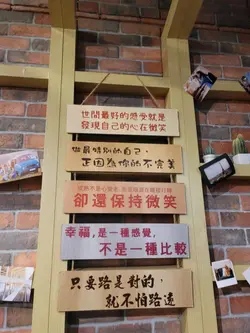 世間最好的感受就是
發現自己的心在微笑
做最特別的自己，
正因為妳的不完美
卻還保持微笑
幸福，是一種感覺，
不是一種比較
只要路是對的，
就不怕路遠